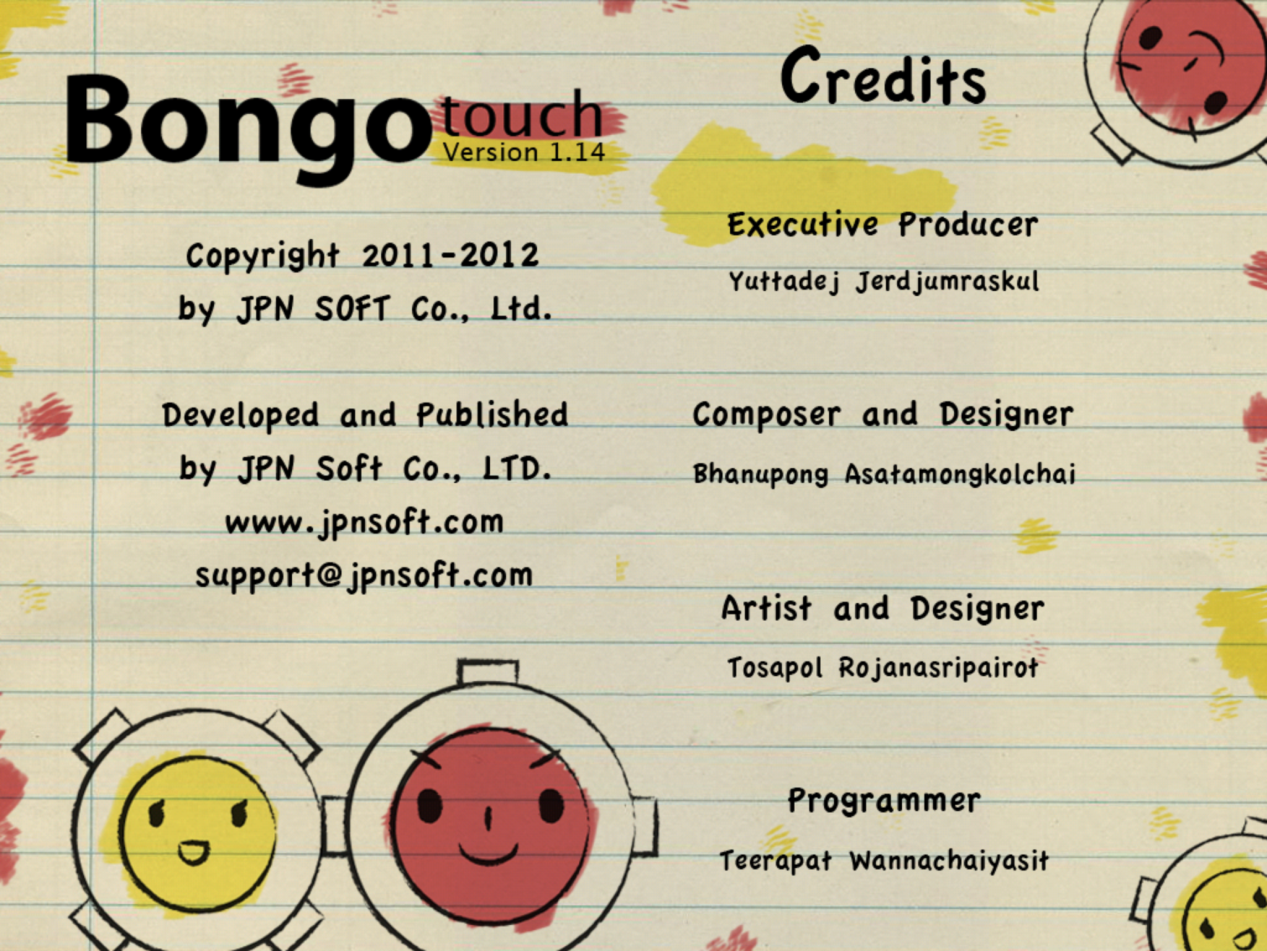 Bongo touch
Version 1.14
Copyright 2011-2012
by JPN SOFT Co., Ltd.
Developed and Published
by JPN Soft Co., LTD.
www.jpnsoft.com
support@jpnsoft.com
Credits
Executive Producer
Yuttadej Jerdjumraskul
Composer and Designer
Bhanupong Asatamongkolchai
Artist and Designer
Tosapol Rojanasripairot
Programmer
Teerapat Wannachaiyasit